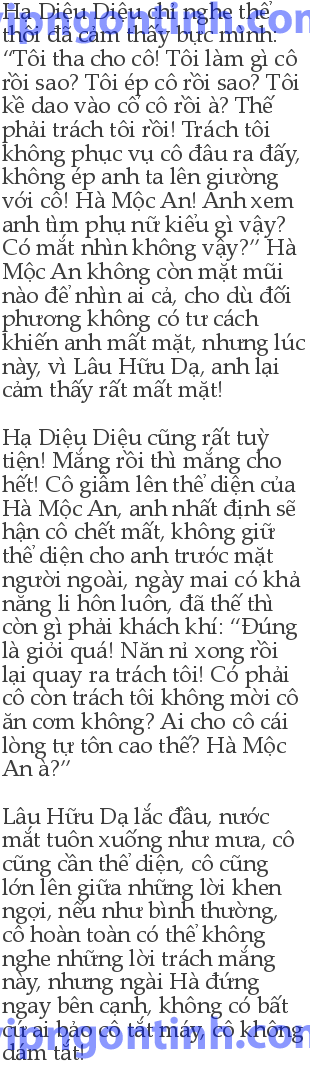 Hạ Diệu Diệu chỉ nghe thế
thôi đã cảm thấy bực mình:
“Tôi tha cho cô! Tôi làm gì cô
rồi sao? Tôi ép cô rồi sao? Tôi
kề dao vào cổ cô rồi à? Thế
phải trách tôi rồi! Trách tôi
không phục vụ cô đâu ra đấy,
không ép anh ta lên giường
với cô! Hà Mộc An! Anh xem
anh tìm phụ nữ kiểu gì vậy?
Có mắt nhìn không vậy?” Hà
Mộc An không còn mặt mũi
nào để nhìn ai cả, cho dù đối
phương không có tư cách
khiến anh mất mặt, nhưng lúc
này, vì Lâu Hữu Dạ, anh lại
cảm thấy rất mất mặt!
Hạ Diệu Diệu cũng rất tuỳ
tiện! Mắng rồi thì mắng cho
hết! Cô giẫm lên thể diện của
Hà Mộc An, anh nhất định sẽ
hận cô chết mất, không giữ
thể diện cho anh trước mặt
người ngoài, ngày mai có khả
năng li hôn luôn, đã thế thì
còn gì phải khách khí: “Đúng
là giỏi quá! Năn nỉ xong rồi
lại quay ra trách tôi! Có phải
cô còn trách tôi không mời cô
ăn cơm không? Ai cho cô cái
lòng tự tôn cao thế? Hà Mộc
An à?”
Lâu Hữu Dạ lắc đầu, nước
mắt tuôn xuống như mưa, cô
cũng cần thể diện, cô cũng
lớn lên giữa những lời khen
ngợi, nếu như bình thường,
cô hoàn toàn có thể không
nghe những lời trách mắng
này, nhưng ngài Hà đứng
ngay bên cạnh, không có bất
cứ ai bảo cô tắt máy, cô không
dám tắt!
vipngontinh.com